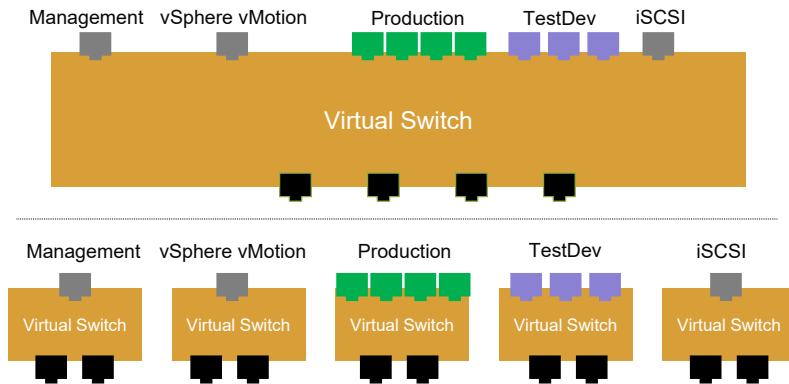 Management vSphere vMotion Production TestDev iSCSI
Virtual Switch
Management vSphere vMotion Production TestDev iSCSI
Virtual Switch Virtual Switch Virtual Switch Virtual Switch Virtual Switch